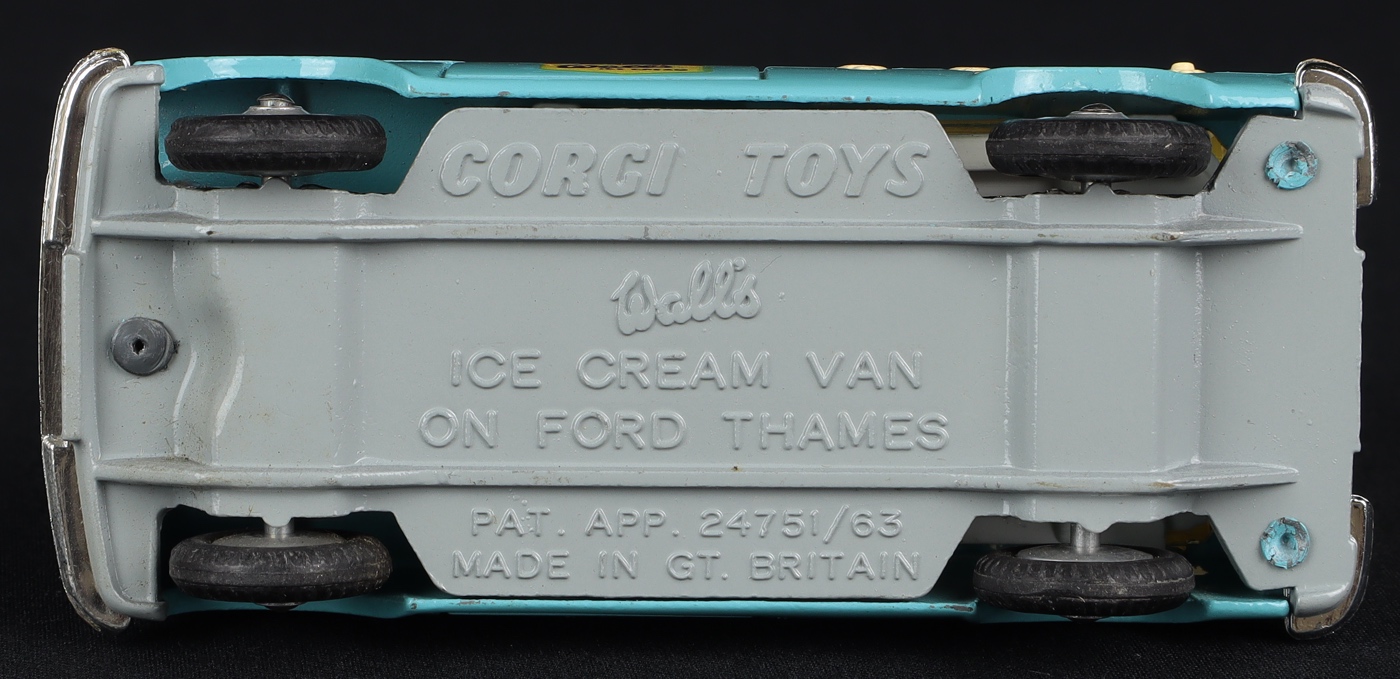 CORGI TOYS
Wall's
ICE CREAM VAN
ON FORD THAMES
PAT. APP. 24751/63
MADE IN GT. BRITAIN